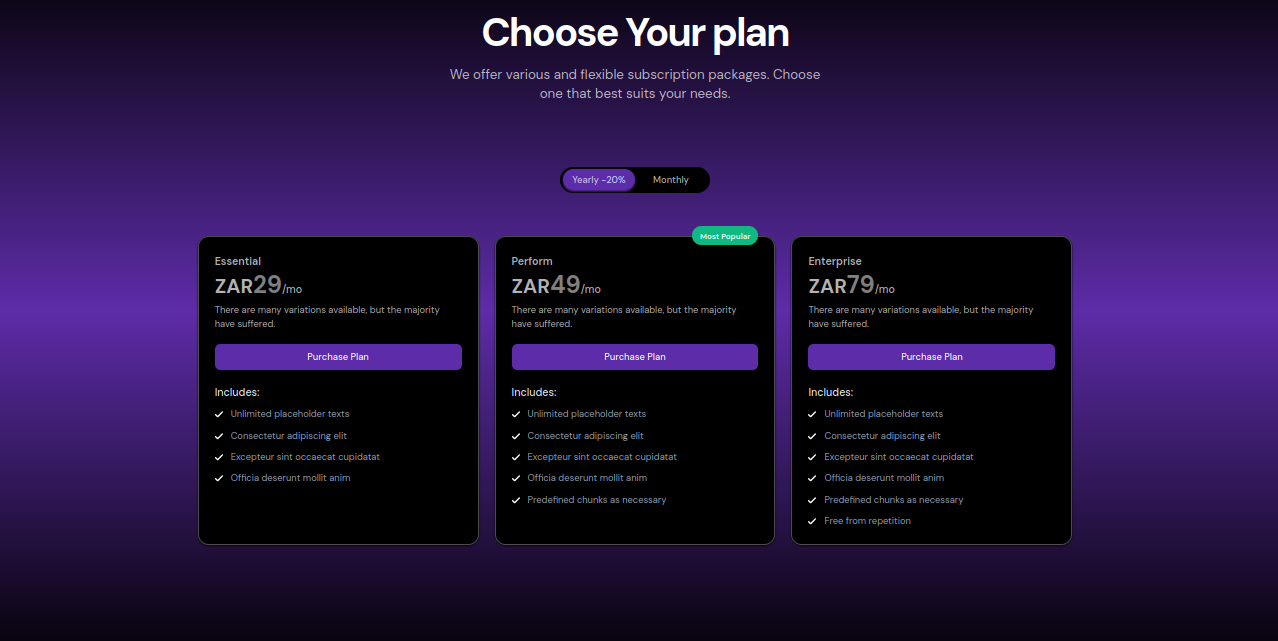 Choose Your plan
We offer various and flexible subscription packages. Choose
one that best suits your needs.
Yearly -20%
Monthly
Essential
ZAR29/mo
There are many variations available, but the majority
have suffered.
Purchase Plan
Includes:
Unlimited placeholder texts
Consectetur adipiscing elit
Excepteur sint occaecat cupidatat
Officia deserunt mollit anim
Most Popular
Perform
ZAR49/mo
There are many variations available, but the majority
have suffered.
Purchase Plan
Includes:
Unlimited placeholder texts
Consectetur adipiscing elit
Excepteur sint occaecat cupidatat
Officia deserunt mollit anim
Predefined chunks as necessary
Enterprise
ZAR79/mo
There are many variations available, but the majority
have suffered.
Purchase Plan
Includes:
Unlimited placeholder texts
Consectetur adipiscing elit
Excepteur sint occaecat cupidatat
Officia deserunt mollit anim
Predefined chunks as necessary
Free from repetition